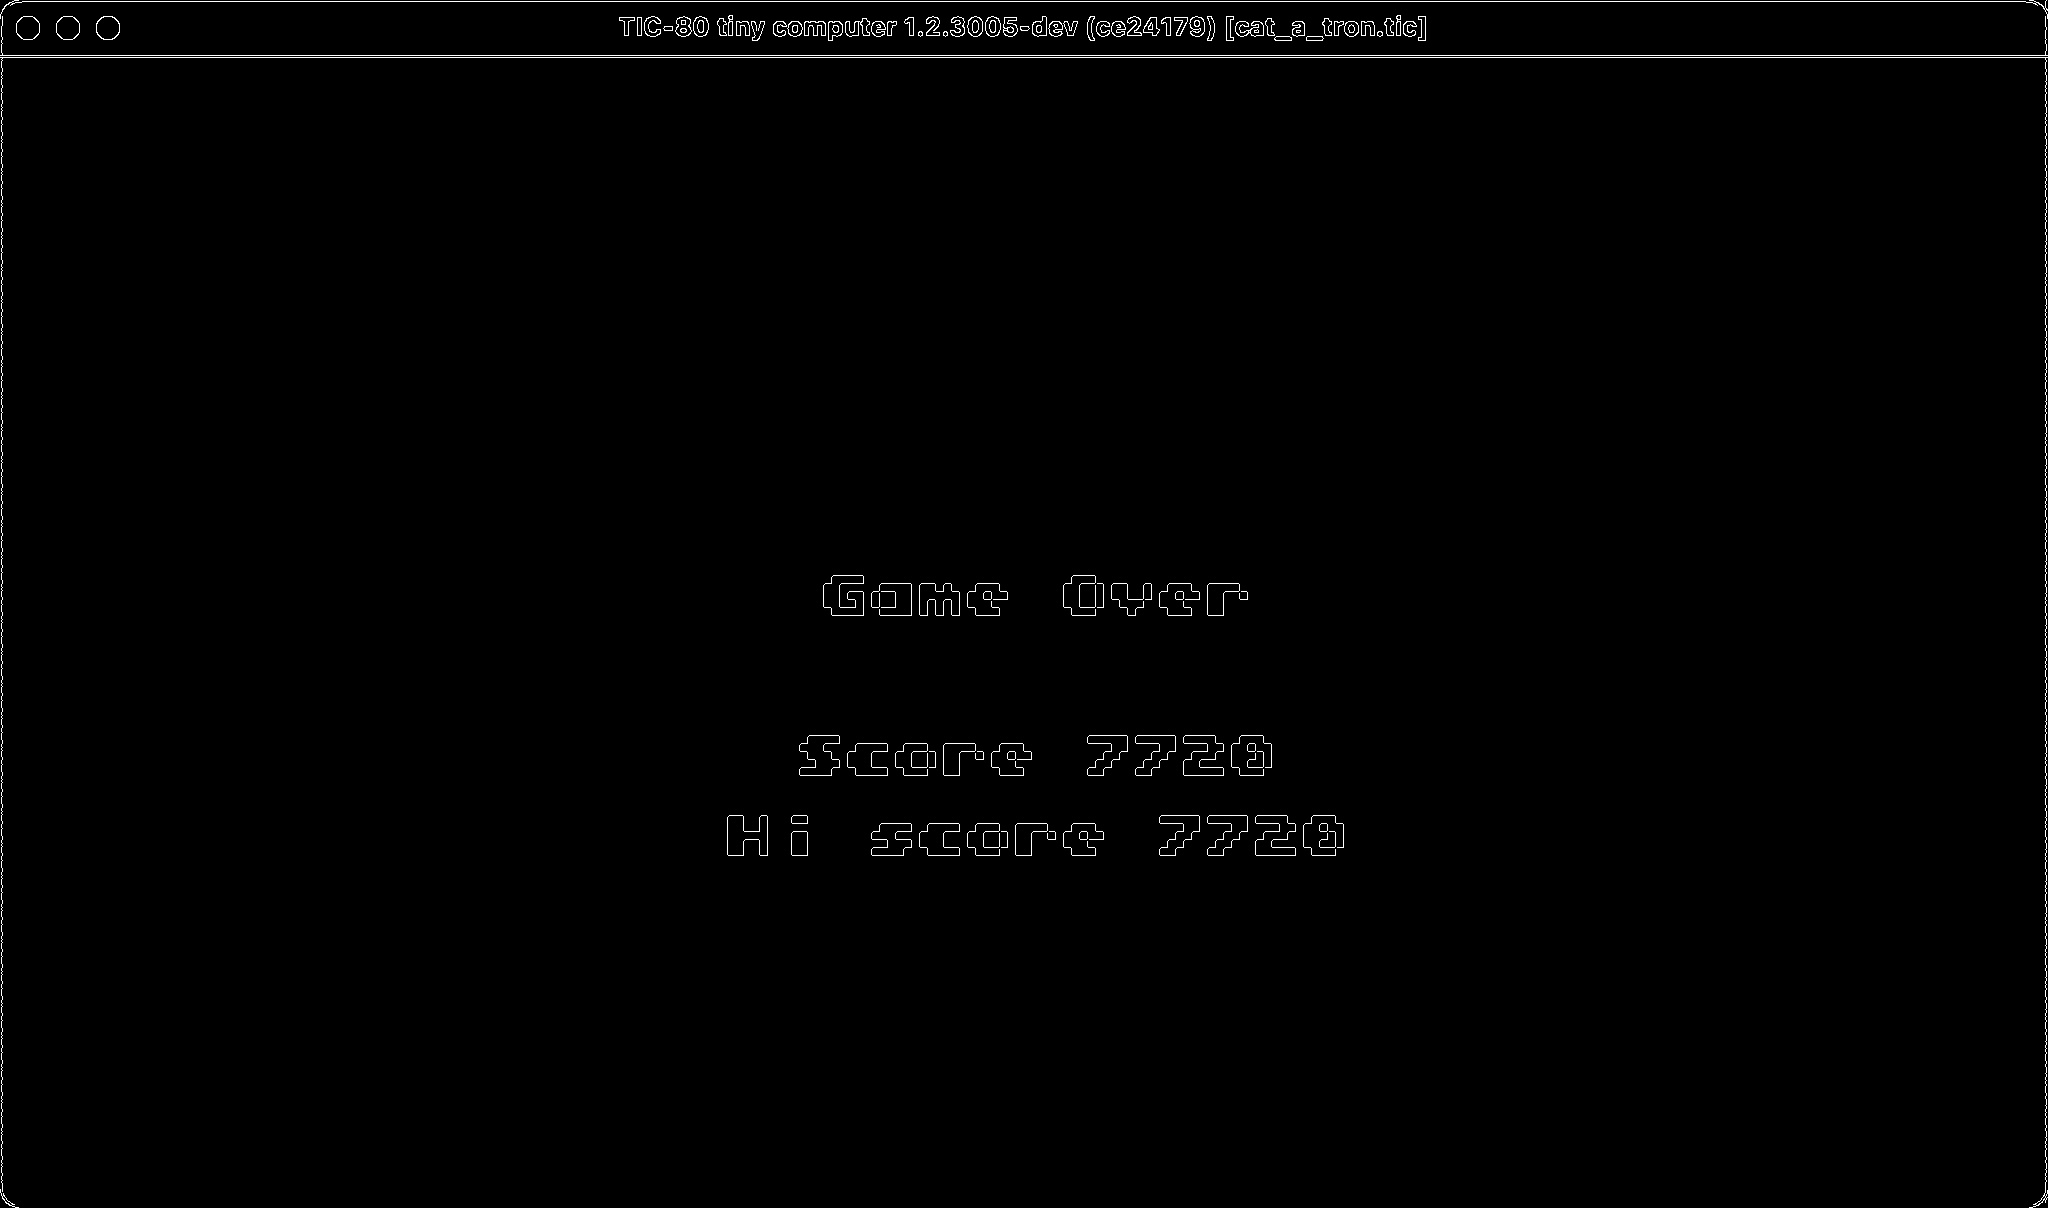 TIC-80 tiny computer 1.2.3005-dev (ce24179) [cat_a_tron.tic]
Game Over
Score 7720
Hi score 7720